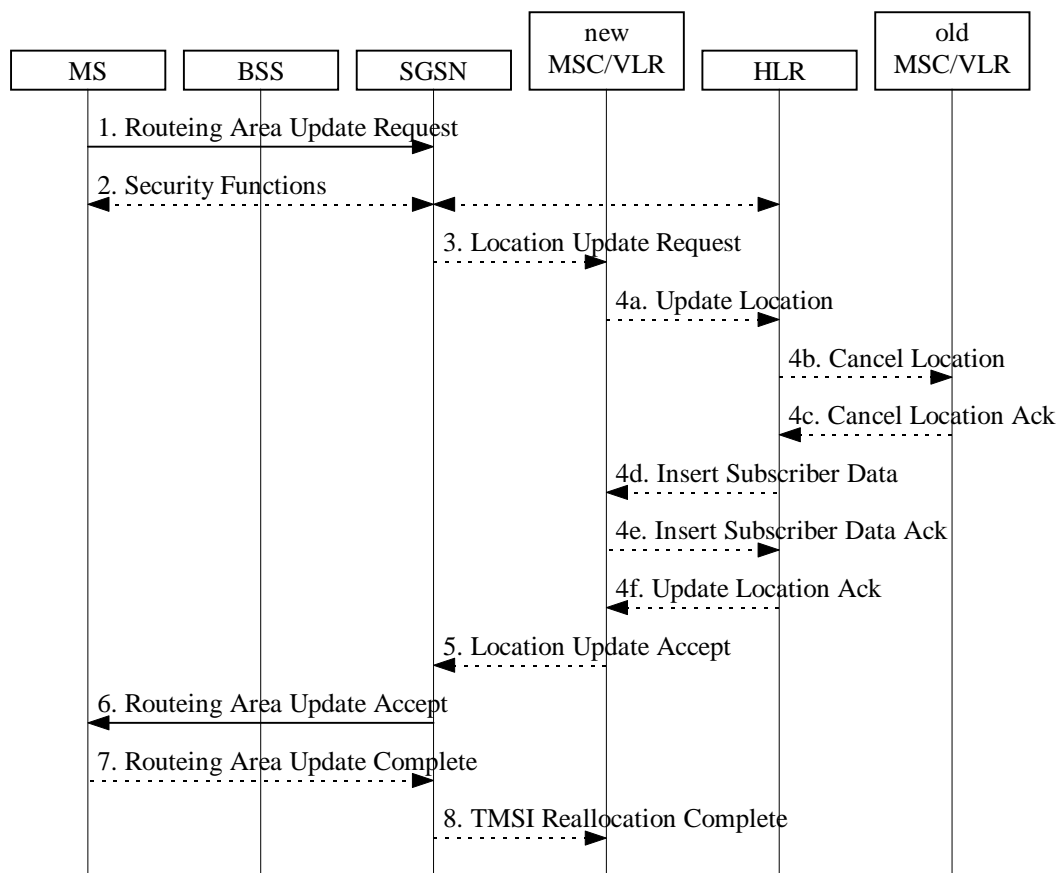 new
MSC/VLR
old
MSC/VLR
MS
BSS
SGSN
HLR
1. Routeing Area Update Request
2. Security Functions
3. Location Update Request
4a. Update Location
4b. Cancel Location
4c. Cancel Location Ack
4d. Insert Subscriber Data
4e. Insert Subscriber Data Ack
4f. Update Location Ack
5. Location Update Accept
6. Routeing Area Update Accept
7. Routeing Area Update Complete
8. TMSI Reallocation Complete